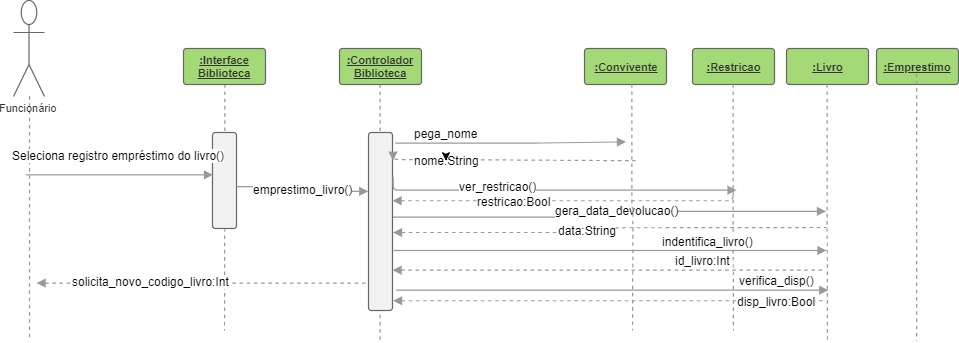 :Interface
Biblioteca
:Controlador
Biblioteca
:Convivente
:Restricao
:Livro
:Emprestimo
Funcionário
pega_nome
Seleciona registro empréstimo do livro()
nome:String
emprestimo_livro()
ver_restricao()
restricao:Bool
gera_data_devolucao()
data:String
indentifica_livro()
id_livro:Int
solicita_novo_codigo_livro:Int
verifica_disp()
disp_livro:Bool